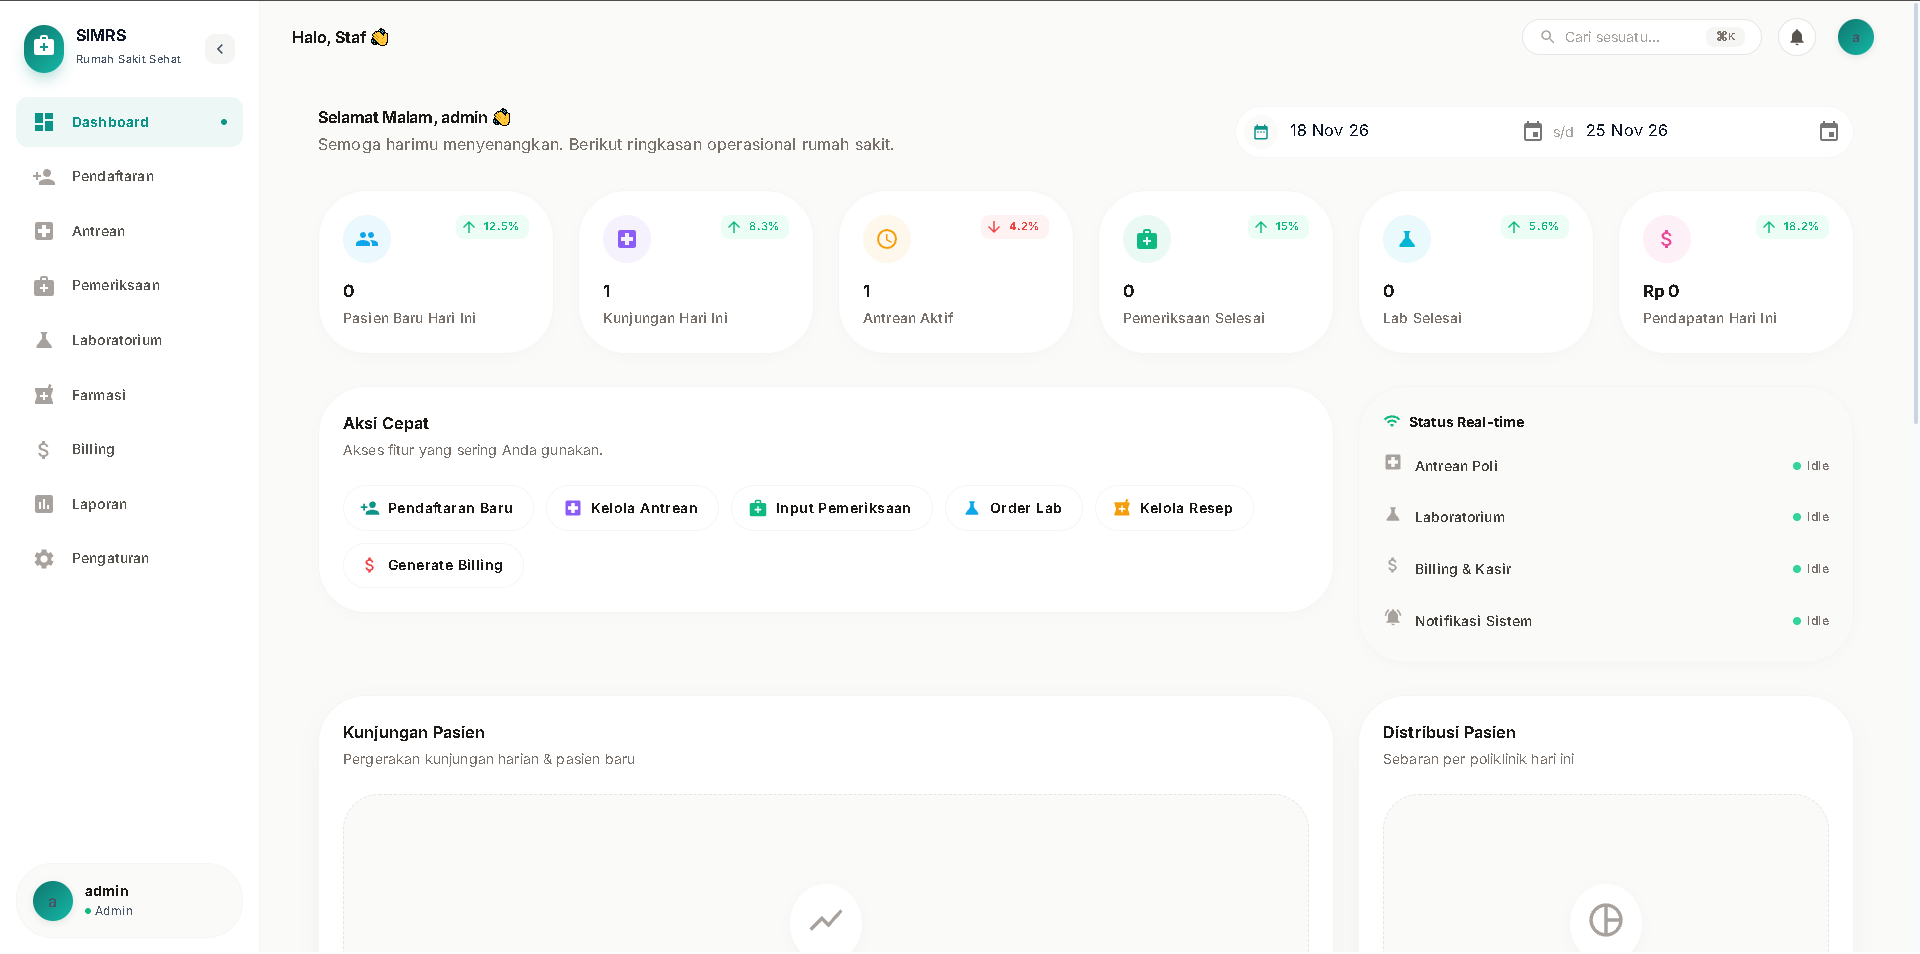 SIMRS
Rumah Sakit Sehat
Dashboard
Pendaftaran
Antrean
Pemeriksaan
Laboratorium
Farmasi
Billing
Laporan
Pengaturan
a
admin
Admin
Halo, Staf 👏
Cari sesuatu...
⌘K
a
Selamat Malam, admin 👏
Semoga harimu menyenangkan. Berikut ringkasan operasional rumah sakit.
18 Nov 26
s/d
25 Nov 26
12.5%
0
Pasien Baru Hari Ini
8.3%
1
Kunjungan Hari Ini
4.2%
1
Antrean Aktif
15%
0
Pemeriksaan Selesai
5.6%
0
Lab Selesai
18.2%
Rp 0
Pendapatan Hari Ini
Aksi Cepat
Akses fitur yang sering Anda gunakan.
Pendaftaran Baru
Kelola Antrean
Input Pemeriksaan
Order Lab
Kelola Resep
Generate Billing
Status Real-time
Antrean Poli
Idle
Laboratorium
Idle
Billing & Kasir
Idle
Notifikasi Sistem
Idle
Kunjungan Pasien
Pergerakan kunjungan harian & pasien baru
Distribusi Pasien
Sebaran per poliklinik hari ini